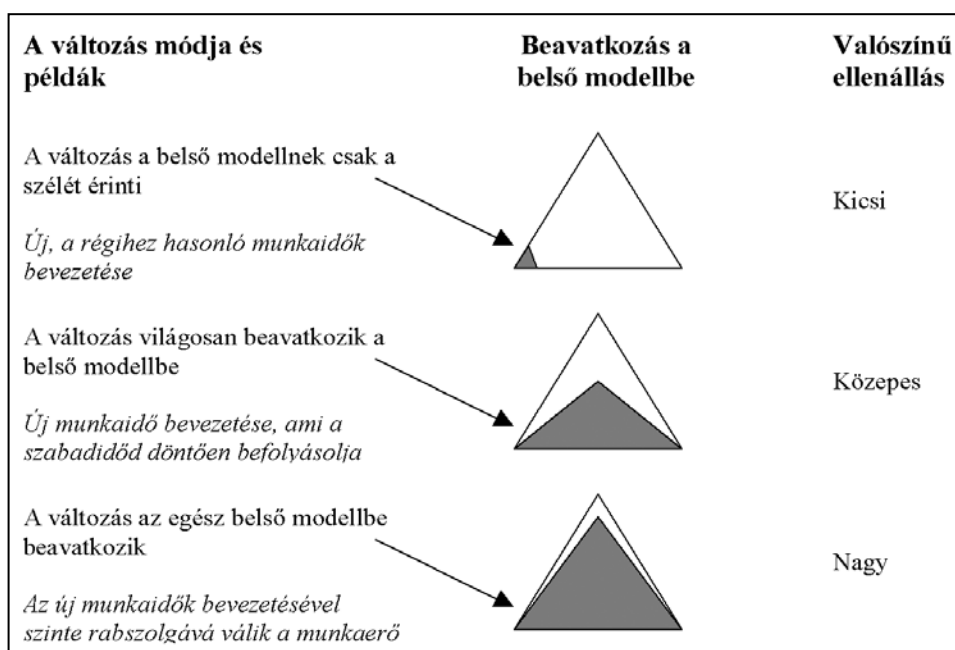 A változás módja és
példák
Beavatkozás a
belső modellbe
Valószínű
ellenállás
A változás a belső modellnek csak a
szélét érinti
Új, a régihez hasonló munkaidők
bevezetése
Kicsi
A változás világosan beavatkozik a
belső modellbe
Új munkaidő bevezetése, ami a
szabadidőd döntően befolyásolja
Közepes
A változás az egész belső modellbe
beavatkozik
Az új munkaidők bevezetésével
szinte rabszolgává válik a munkaerő
Nagy